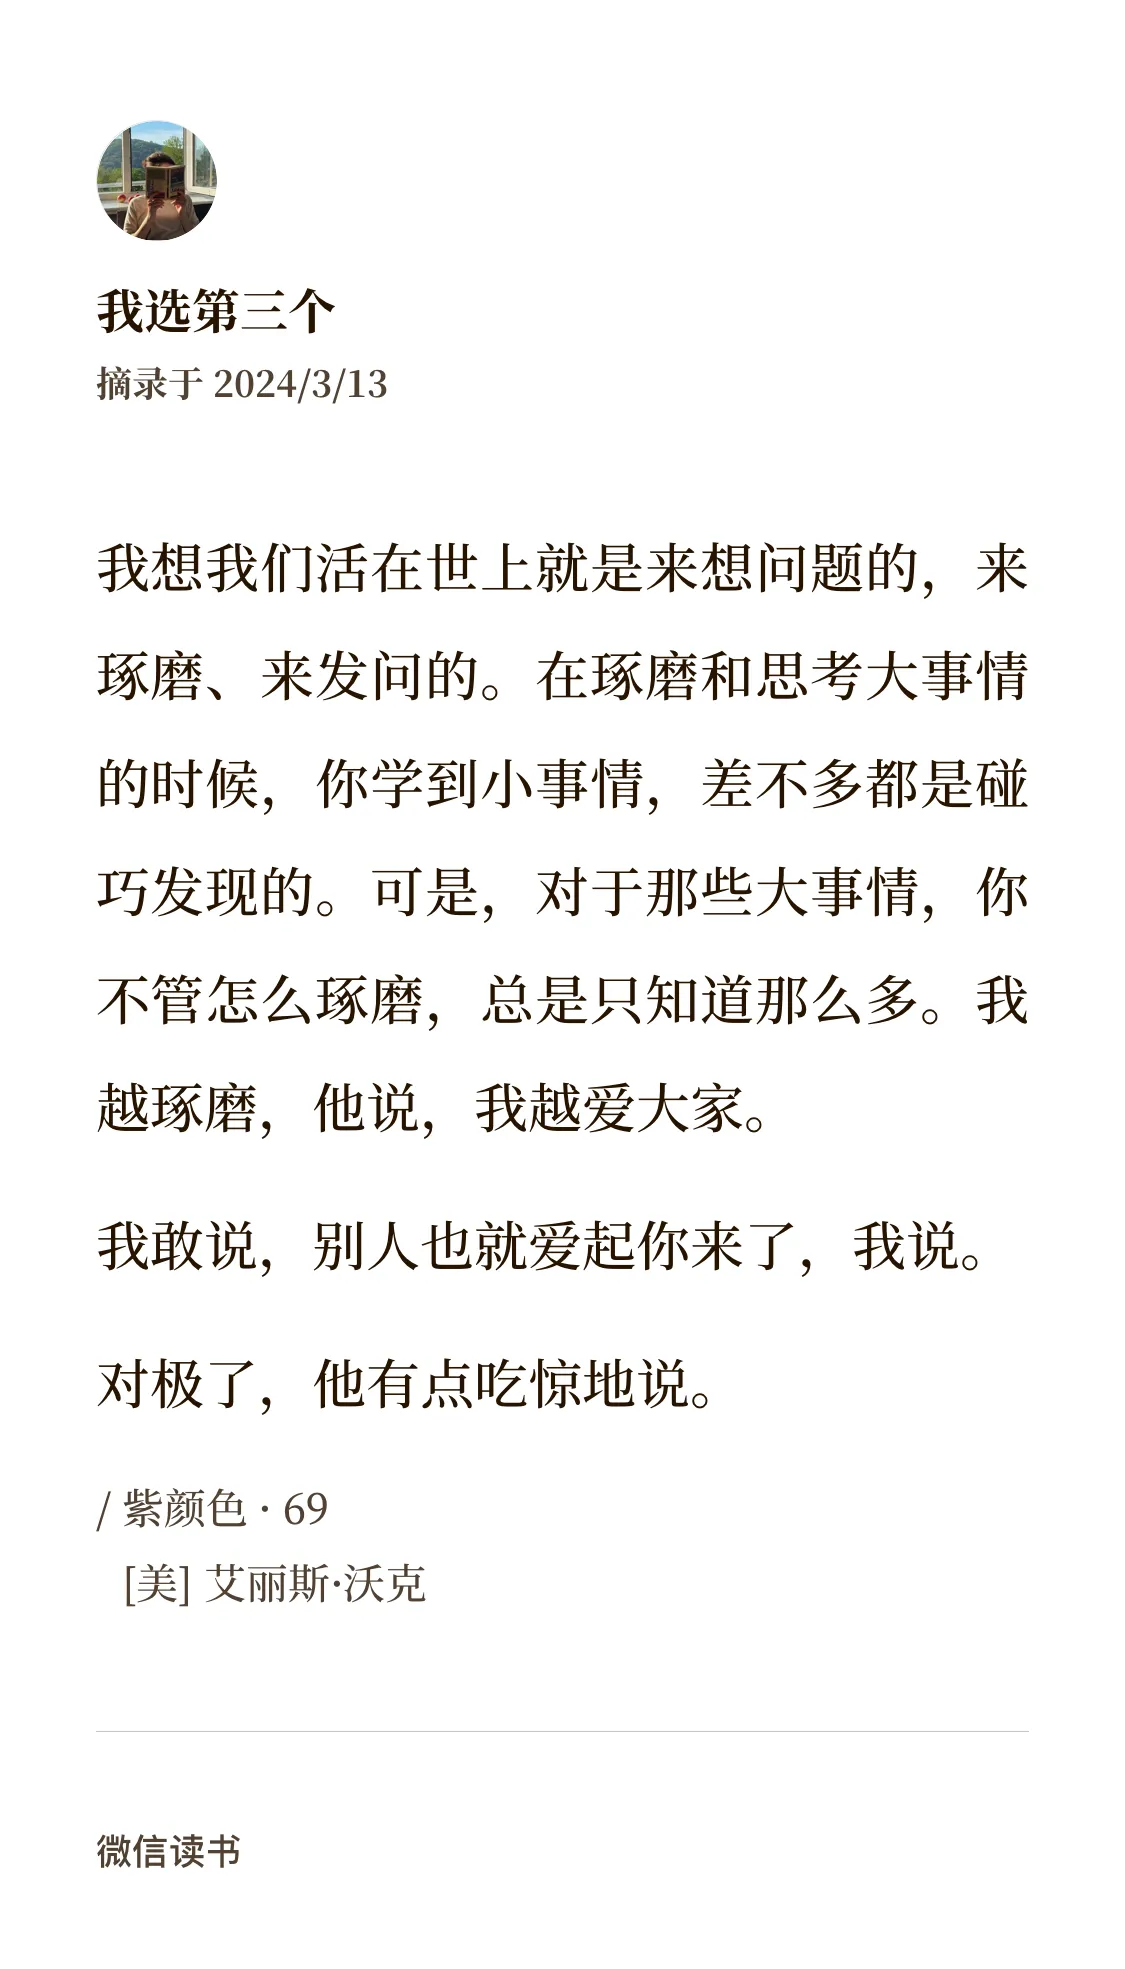 我选第三个
摘录于 2024/3/13
我想我们活在世上就是来想问题的，来
琢磨、来发问的。在琢磨和思考大事情
的时候，你学到小事情，差不多都是碰
巧发现的。可是，对于那些大事情，你
不管怎么琢磨，总是只知道那么多。我
越琢磨，他说，我越爱大家。
我敢说，别人也就爱起你来了，我说。
对极了，他有点吃惊地说。
/ 紫颜色 · 69
[美] 艾丽斯·沃克
微信读书